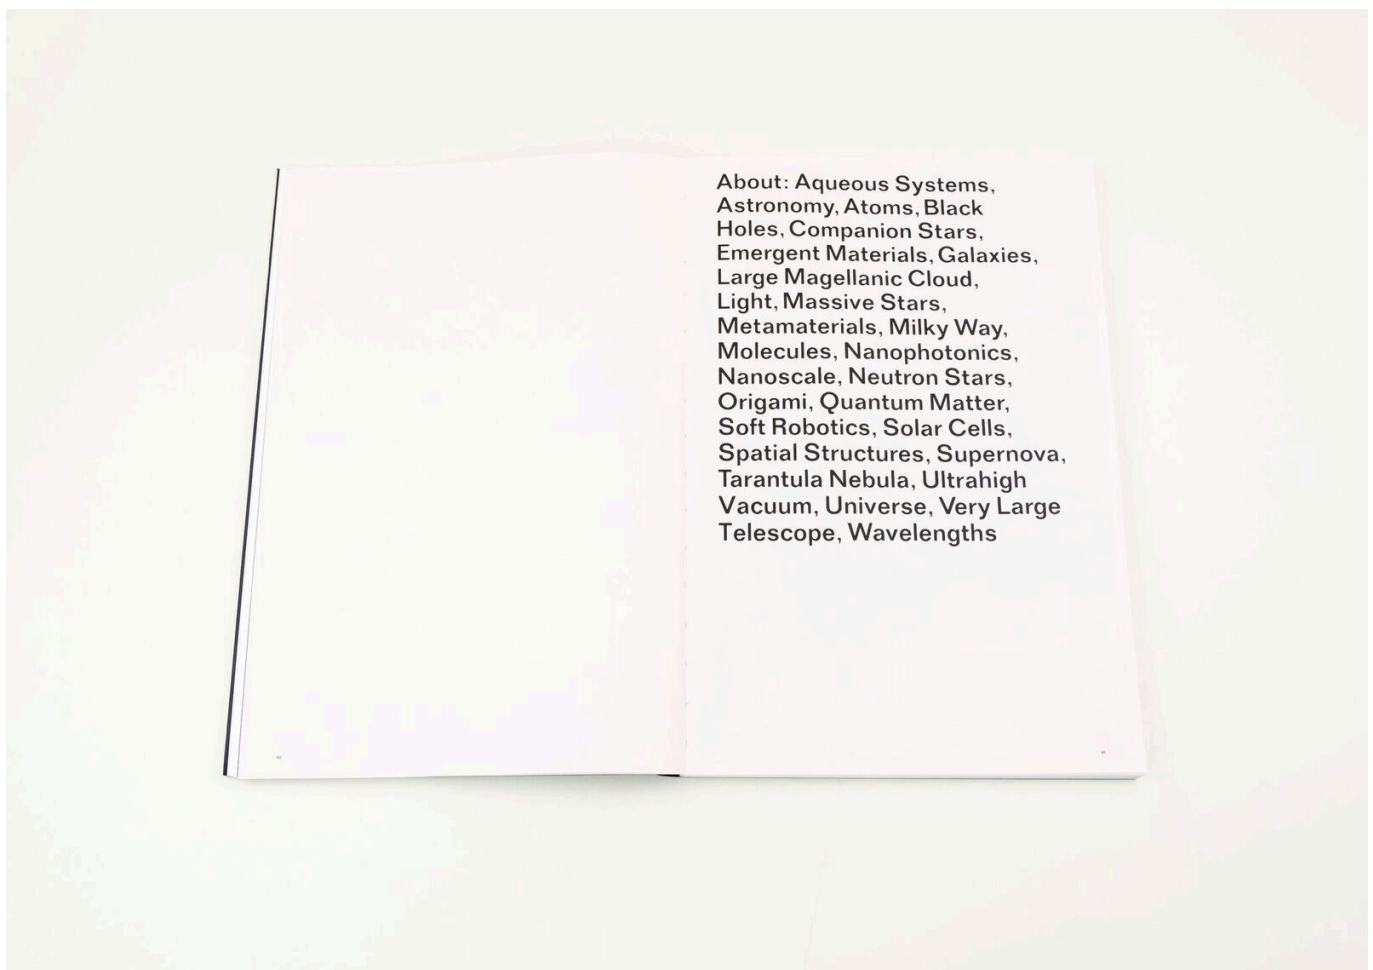 About: Aqueous Systems,
Astronomy, Atoms, Black
Holes, Companion Stars,
Emergent Materials, Galaxies,
Large Magellanic Cloud,
Light, Massive Stars,
Metamaterials, Milky Way,
Molecules, Nanophotonics,
Nanoscale, Neutron Stars,
Origami, Quantum Matter,
Soft Robotics, Solar Cells,
Spatial Structures, Supernova,
Tarantula Nebula, Ultrahigh
Vacuum, Universe, Very Large
Telescope, Wavelengths